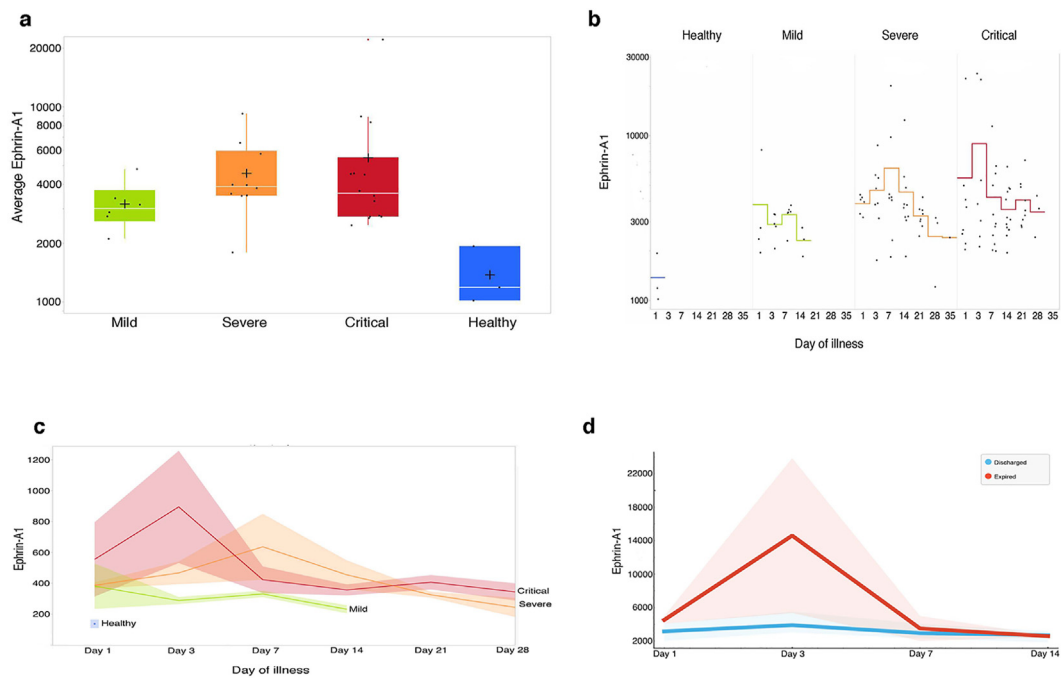 a
Average Ephrin-A1
20000
10000
8000
6000
4000
2000
1000
Mild Severe Critical Healthy
b
Healthy Mild Severe Critical
Ephrin-A1
30000
10000
3000
1000
1 3 7 14 21 28 35 1 3 7 14 21 28 35 1 3 7 14 21 28 35 1 3 7 14 21 28 35
Day of illness
c
Ephrin-A1
1200
1000
800
600
400
200
Critical
Severe
Mild
Healthy
Day 1 Day 3 Day 7 Day 14 Day 21 Day 28
Day of illness
d
Discharged
Expired
Ephrin-A1
22000
18000
14000
10000
6000
2000
Day 1 Day 3 Day 7 Day 14